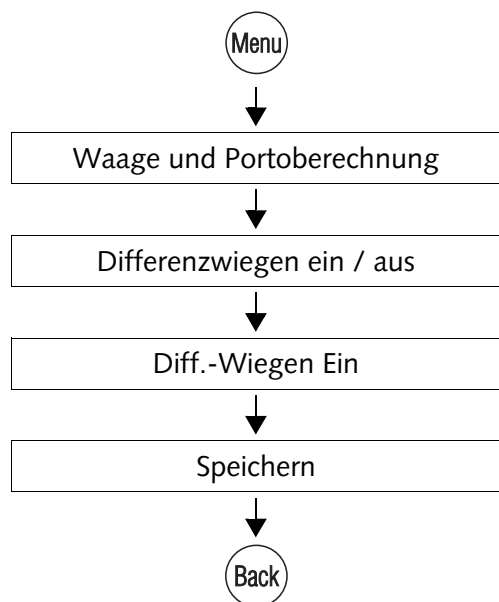 Menu
Waage und Portoberechnung
Differenzwiegen ein / aus
Diff.-Wiegen Ein
Speichern
Back